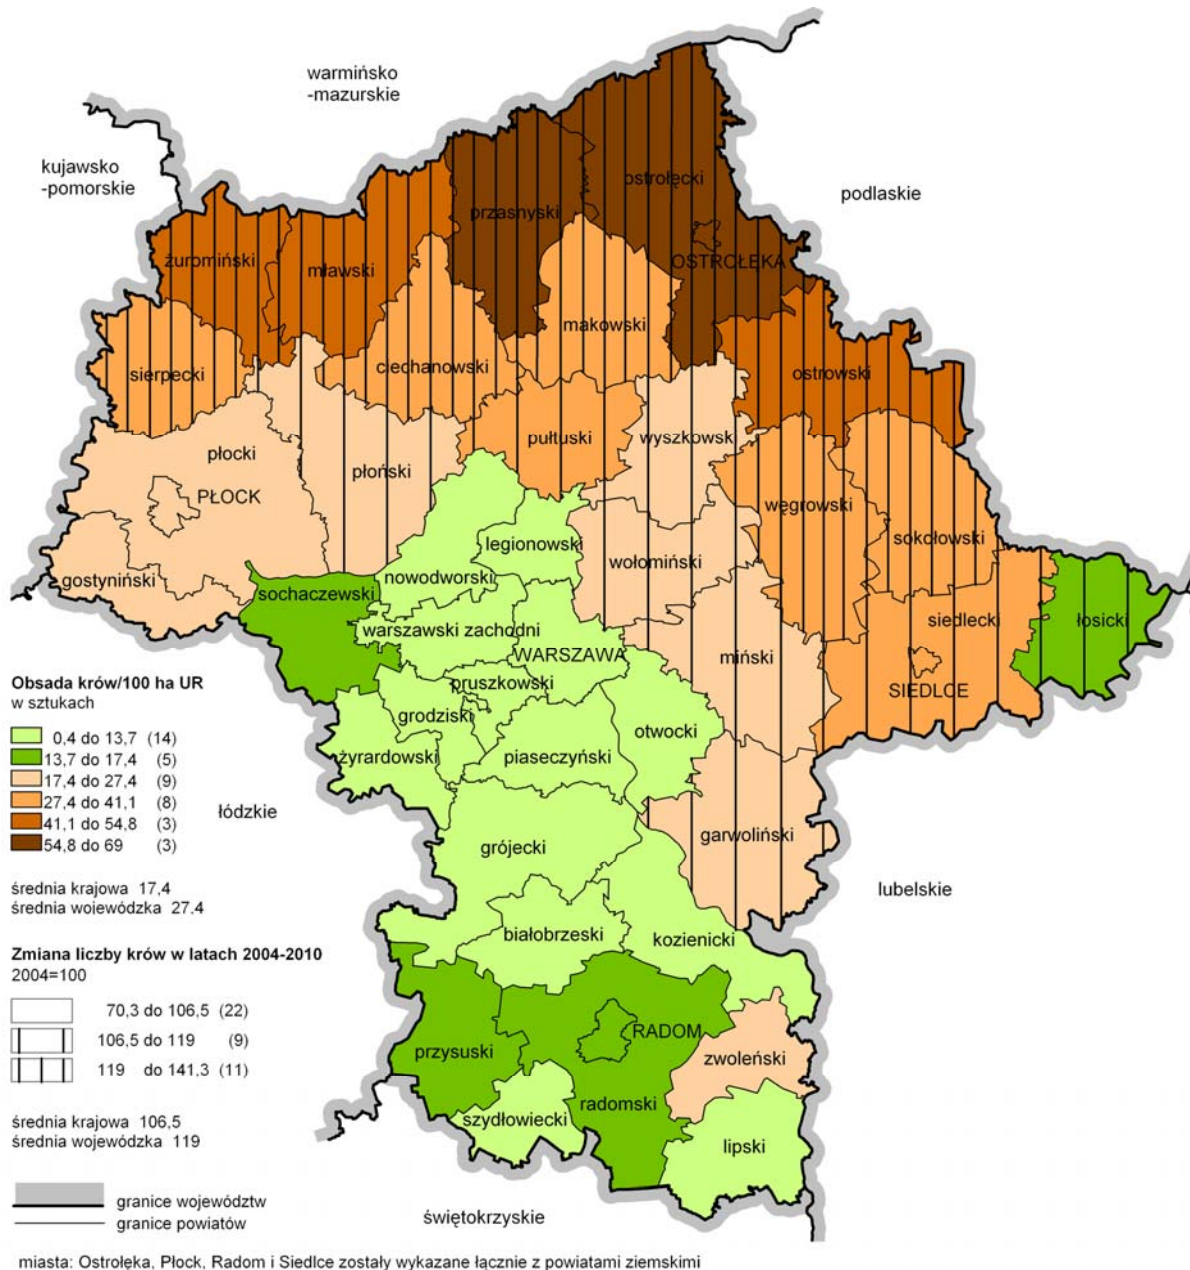 warmińsko
-mazurskie
kujawsko
-pomorskie
podlaskie
ostrołęcki
przasnyski
OSTROŁĘKA
żuromiński
mławski
makowski
ciechanowski
sierpecki
ostrowski
pułtuski
wyszkowsk
płocki
płoński
PŁOCK
węgrowski
sokołowski
legionowski
wołomiński
nowodworski
gostyniński
sochaczewski
siedlecki
łosicki
warszawski zachodni
WARSZAWA
miński
SIEDLCE
pruszkowski
grodziski
otwocki
żyrardowski
piaseczyński
garwoliński
grójecki
łódzkie
lubelskie
białobrzeski
kozienicki
RADOM
przysuski
zwoleński
radomski
szydłowiecki
lipski
świętokrzyskie
Obsada krów/100 ha UR
w sztukach
0,4 do 13,7 (14)
13,7 do 17,4 (5)
17,4 do 27,4 (9)
27,4 do 41,1 (8)
41,1 do 54,8 (3)
54,8 do 69 (3)
średnia krajowa 17,4
średnia wojewódzka 27,4
Zmiana liczby krów w latach 2004-2010
2004=100
70,3 do 106,5 (22)
106,5 do 119 (9)
119 do 141,3 (11)
średnia krajowa 106,5
średnia wojewódzka 119
granice województw
granice powiatów
miasta: Ostrołęka, Płock, Radom i Siedlce zostały wykazane łącznie z powiatami ziemskimi